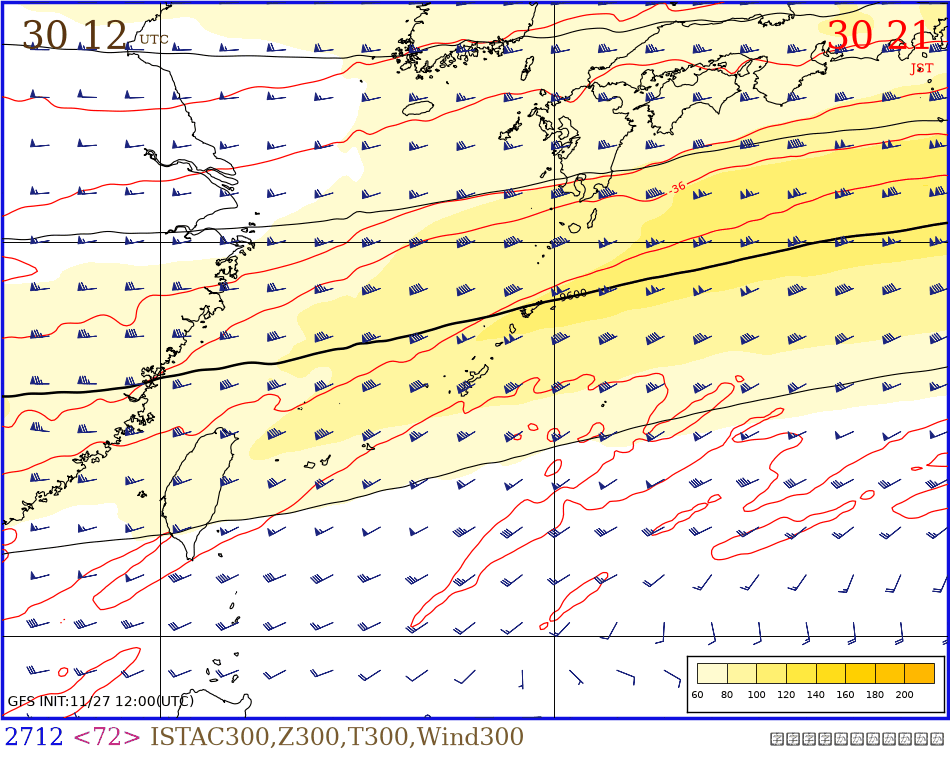 30 12 UTC
30 21
JST
-36
9600
60 80 100 120 140 160 180 200
GFS INIT:11/27 12:00(UTC)
2712 <72> ISTAC300,Z300,T300,Wind300